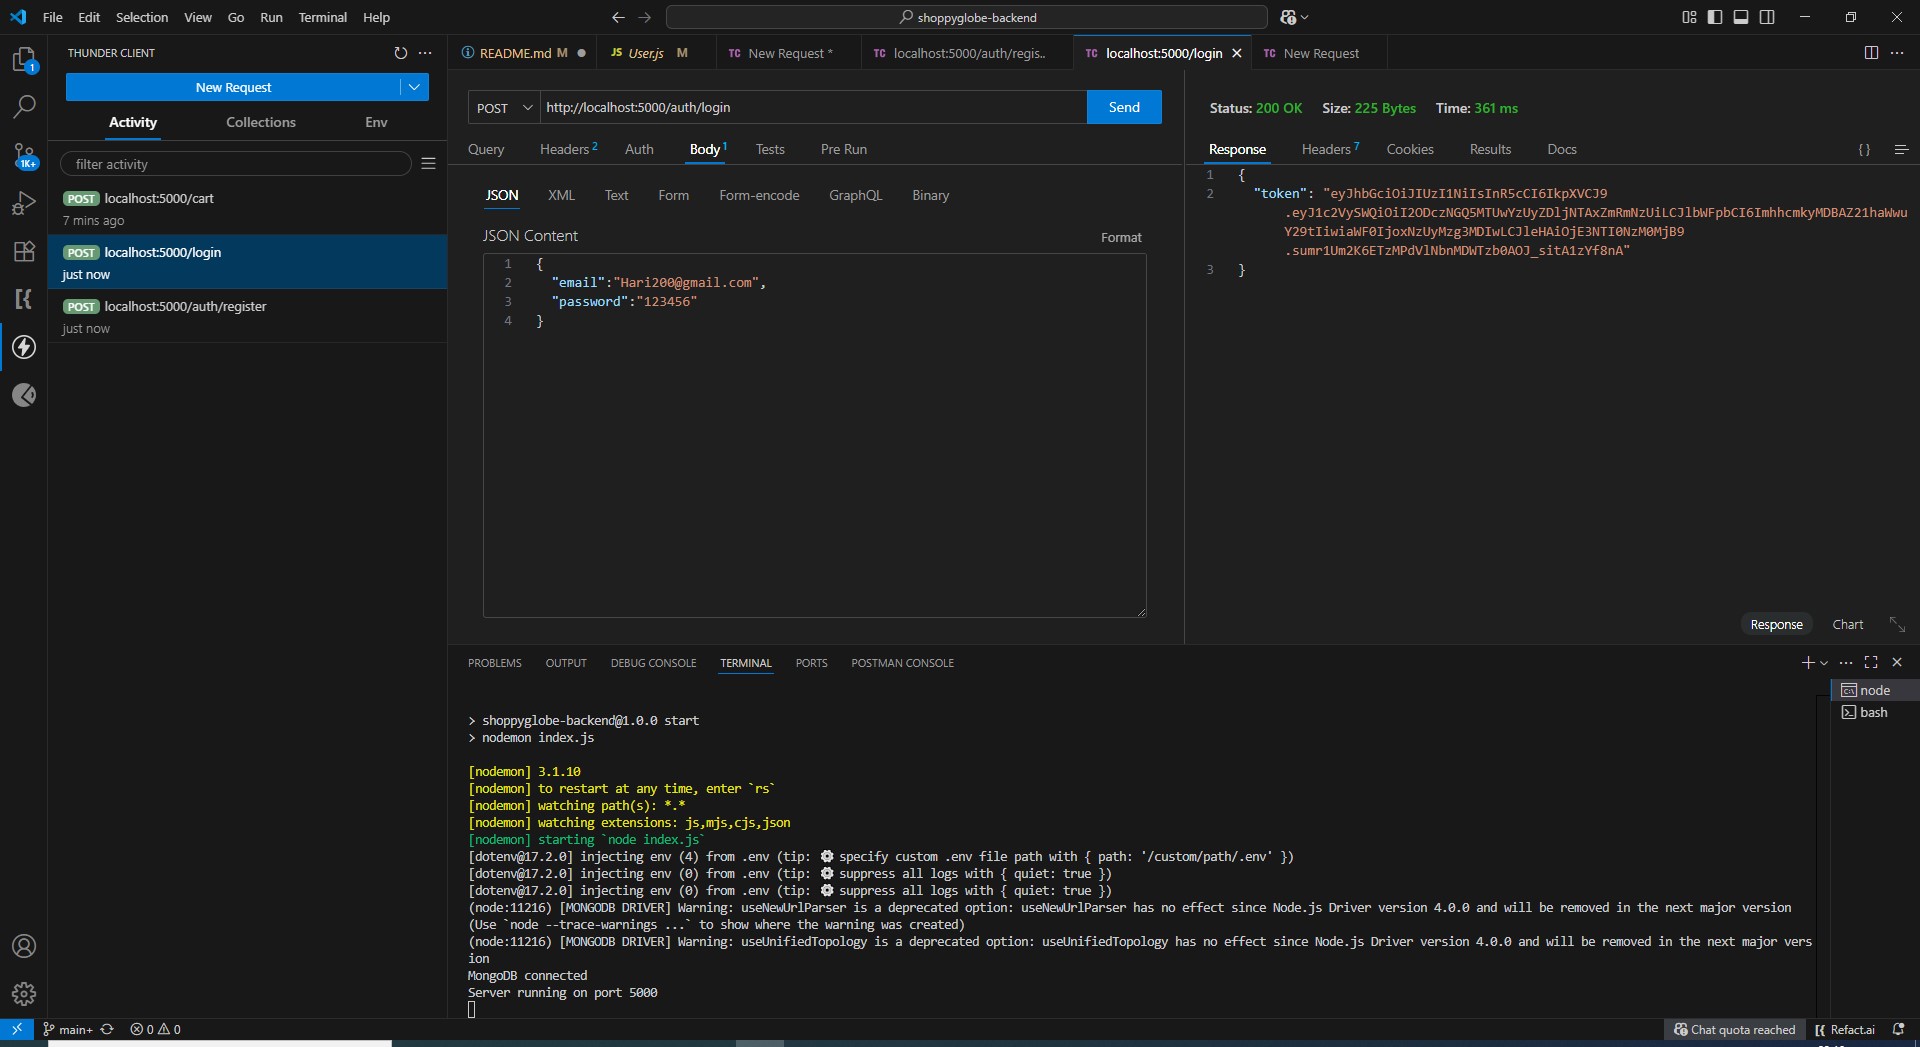 File Edit Selection View Go Run Terminal Help
shoppyglobe-backend
THUNDER CLIENT
New Request
Activity Collections Env
filter activity
POST localhost:5000/cart
7 mins ago
POST localhost:5000/login
just now
POST localhost:5000/auth/register
just now
1
1K+
README.md M
JS User.js M
TC New Request *
TC localhost:5000/auth/regis..
TC localhost:5000/login
TC New Request
POST http://localhost:5000/auth/login Send
Query Headers 2 Auth Body 1 Tests Pre Run
JSON XML Text Form Form-encode GraphQL Binary
JSON Content Format
1 {
2 "email":"Hari200@gmail.com",
3 "password":"123456"
4 }
Status: 200 OK Size: 225 Bytes Time: 361 ms
Response Headers 7 Cookies Results Docs { }
1 {
2 "token": "eyJhbGciOiJIUzI1NiIsInR5cCI6IkpXVCJ9
.eyJ1c2VySWQiOiI2ODczNGQ5MTUwYzUyZDljNTAxZmRmNzUiLCJlbWFpbCI6ImhhcmkyMDBAZ21haWwu
Y29tIiwiaWF0IjoxNzUyMzg3MDIwLCJleHAiOjE3NTI0NzM0MjB9
.sumr1Um2K6ETzMPdVlNbnMDWTzb0AOJ_sitA1zYf8nA"
3 }
Response Chart
PROBLEMS OUTPUT DEBUG CONSOLE TERMINAL PORTS POSTMAN CONSOLE
node
bash
> shoppyglobe-backend@1.0.0 start
> nodemon index.js
[nodemon] 3.1.10
[nodemon] to restart at any time, enter `rs`
[nodemon] watching path(s): *.*
[nodemon] watching extensions: js,mjs,cjs,json
[nodemon] starting `node index.js`
[dotenv@17.2.0] injecting env (4) from .env (tip: ⚙ specify custom .env file path with { path: '/custom/path/.env' })
[dotenv@17.2.0] injecting env (0) from .env (tip: ⚙ suppress all logs with { quiet: true })
[dotenv@17.2.0] injecting env (0) from .env (tip: ⚙ suppress all logs with { quiet: true })
(node:11216) [MONGODB DRIVER] Warning: useNewUrlParser is a deprecated option: useNewUrlParser has no effect since Node.js Driver version 4.0.0 and will be removed in the next major version
(Use `node --trace-warnings ...` to show where the warning was created)
(node:11216) [MONGODB DRIVER] Warning: useUnifiedTopology is a deprecated option: useUnifiedTopology has no effect since Node.js Driver version 4.0.0 and will be removed in the next major vers
ion
MongoDB connected
Server running on port 5000
main+ 0 0 Chat quota reached Refact.ai